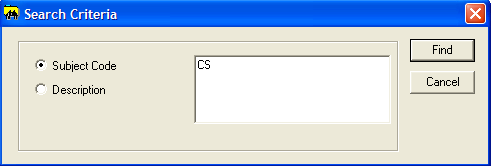 Search Criteria
Subject Code
CS
Description
Find
Cancel